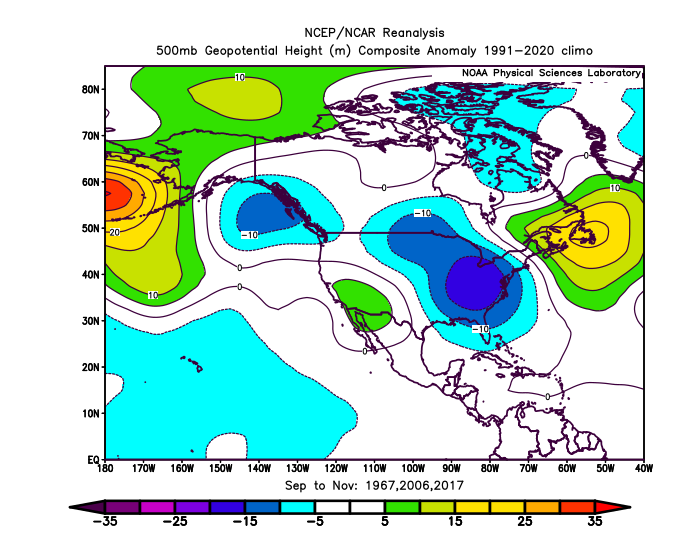 NCEP/NCAR Reanalysis
500mb Geopotential Height (m) Composite Anomaly 1991−2020 climo
NOAA Physical Sciences Laboratory
80N
70N
60N
50N
40N
30N
20N
10N
EQ
10
0
0
10
−10
−10
−20
0
0
10
−10
0
0
180 170W 160W 150W 140W 130W 120W 110W 100W 90W 80W 70W 60W 50W 40W
Sep to Nov: 1967,2006,2017
−35 −25 −15 −5 5 15 25 35